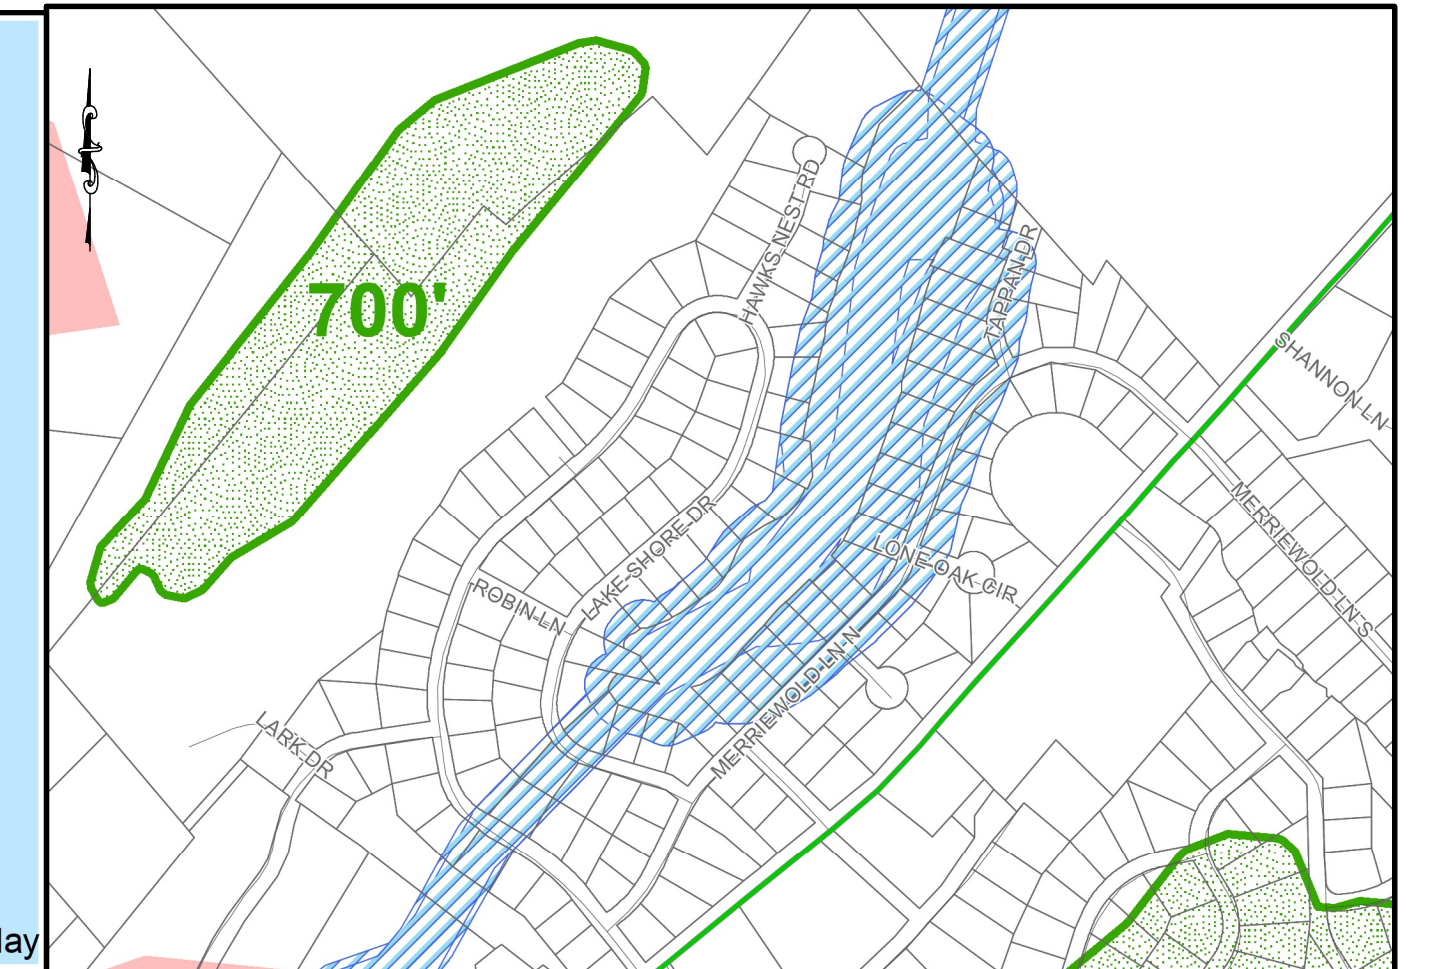 HAWKS NEST RD
TAPPAN DR
700'
SHANNON LN
MERRIEWOLD LN S
LAKE SHORE DR
LONE OAK CIR
ROBIN LN
MERRIEWOLD LN N
LARK DR
lay